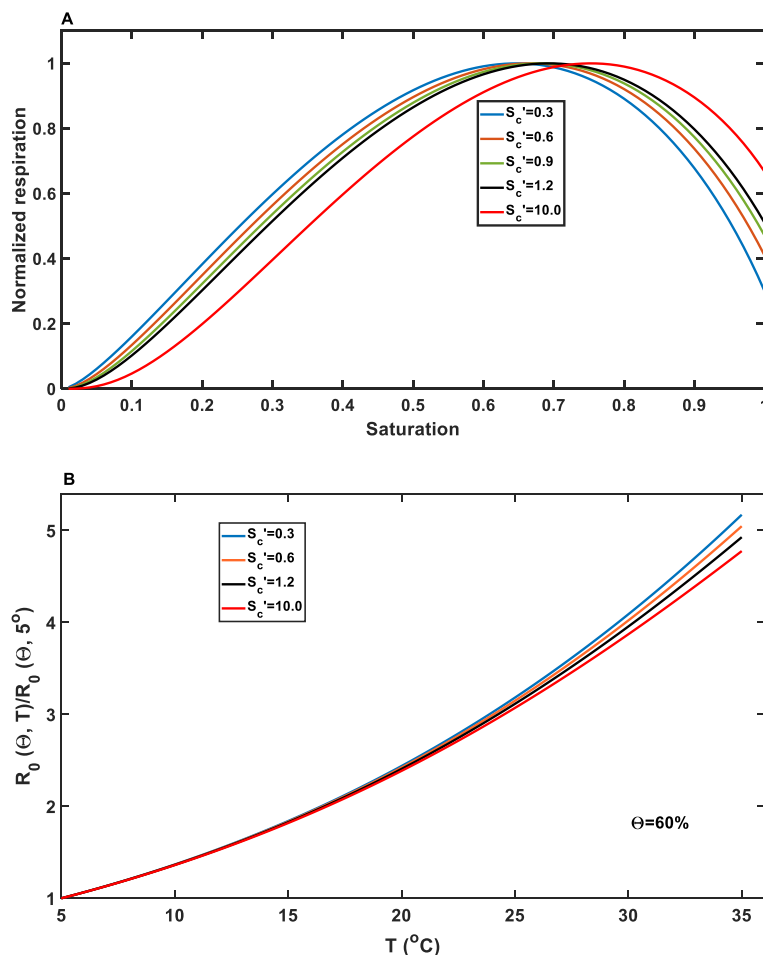 A
1
0.8
0.6
0.4
0.2
0
Normalized respiration
S_c'=0.3
S_c'=0.6
S_c'=0.9
S_c'=1.2
S_c'=10.0
0 0.1 0.2 0.3 0.4 0.5 0.6 0.7 0.8 0.9 1
Saturation
B
5
4
3
2
1
R_0 (Θ, T)/R_0 (Θ, 5^o)
S_c'=0.3
S_c'=0.6
S_c'=1.2
S_c'=10.0
Θ=60%
5 10 15 20 25 30 35
T (^oC)